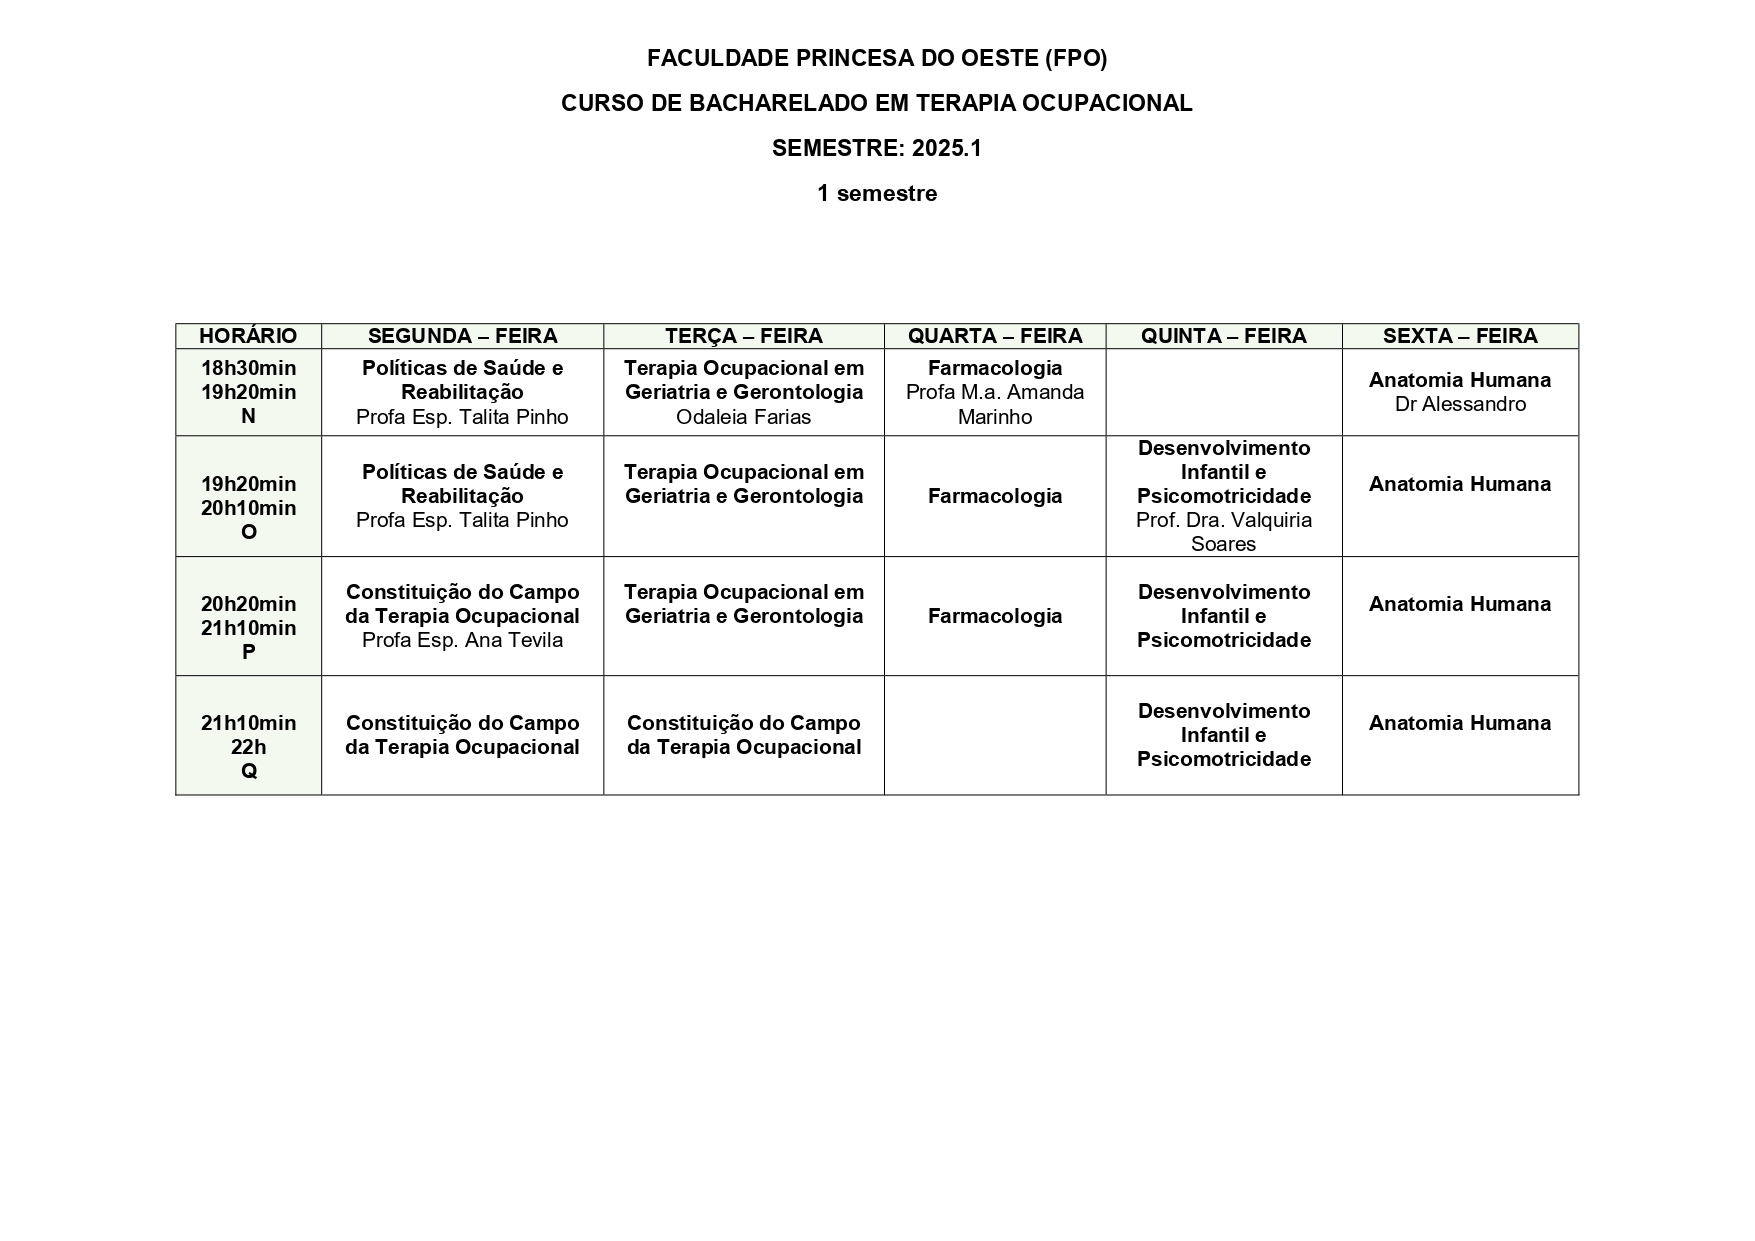 FACULDADE PRINCESA DO OESTE (FPO)
CURSO DE BACHARELADO EM TERAPIA OCUPACIONAL
SEMESTRE: 2025.1
1 semestre
HORÁRIO
SEGUNDA – FEIRA
TERÇA – FEIRA
QUARTA – FEIRA
QUINTA – FEIRA
SEXTA – FEIRA
18h30min
19h20min
N
Políticas de Saúde e
Reabilitação
Profa Esp. Talita Pinho
Terapia Ocupacional em
Geriatria e Gerontologia
Odaleia Farias
Farmacologia
Profa M.a. Amanda
Marinho
Anatomia Humana
Dr Alessandro
19h20min
20h10min
O
Políticas de Saúde e
Reabilitação
Profa Esp. Talita Pinho
Terapia Ocupacional em
Geriatria e Gerontologia
Farmacologia
Desenvolvimento
Infantil e
Psicomotricidade
Prof. Dra. Valquiria
Soares
Anatomia Humana
20h20min
21h10min
P
Constituição do Campo
da Terapia Ocupacional
Profa Esp. Ana Tevila
Terapia Ocupacional em
Geriatria e Gerontologia
Farmacologia
Desenvolvimento
Infantil e
Psicomotricidade
Anatomia Humana
21h10min
22h
Q
Constituição do Campo
da Terapia Ocupacional
Constituição do Campo
da Terapia Ocupacional
Desenvolvimento
Infantil e
Psicomotricidade
Anatomia Humana